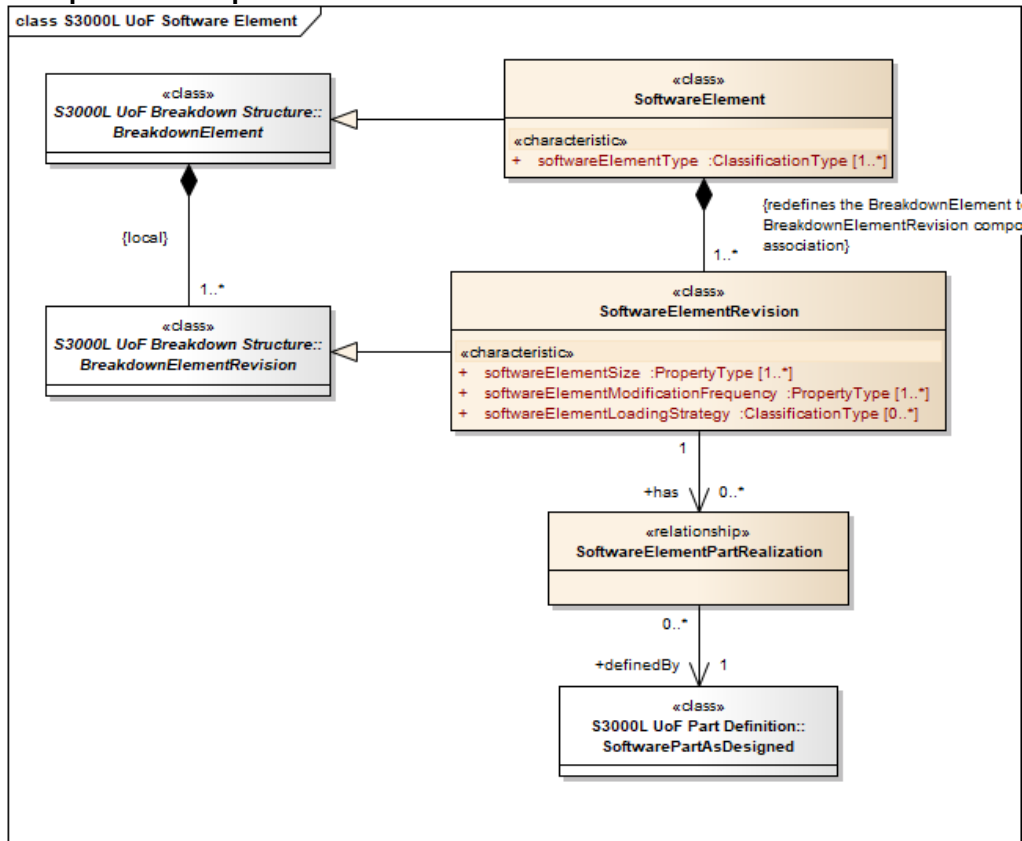 class S3000L UoF Software Element
«class»
S3000L UoF Breakdown Structure::
BreakdownElement
«class»
SoftwareElement
«characteristic»
+ softwareElementType :ClassificationType [1..*]
{local}
1..*
{redefines the BreakdownElement t
BreakdownElementRevision compo
association}
1..*
«class»
S3000L UoF Breakdown Structure::
BreakdownElementRevision
«class»
SoftwareElementRevision
«characteristic»
+ softwareElementSize :PropertyType [1..*]
+ softwareElementModificationFrequency :PropertyType [1..*]
+ softwareElementLoadingStrategy :ClassificationType [0..*]
1
+has 0..*
«relationship»
SoftwareElementPartRealization
0..*
+definedBy 1
«class»
S3000L UoF Part Definition::
SoftwarePartAsDesigned